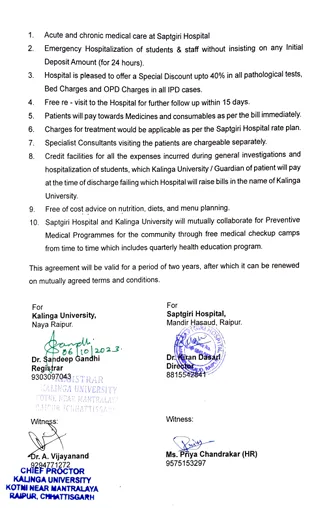 1. Acute and chronic medical care at Saptgiri Hospital
2. Emergency Hospitalization of students & staff without insisting on any Initial
Deposit Amount (for 24 hours).
3. Hospital is pleased to offer a Special Discount upto 40% in all pathological tests,
Bed Charges and OPD Charges in all IPD cases.
4. Free re - visit to the Hospital for further follow up within 15 days.
5. Patients will pay towards Medicines and consumables as per the bill immediately.
6. Charges for treatment would be applicable as per the Saptgiri Hospital rate plan.
7. Specialist Consultants visiting the patients are chargeable separately.
8. Credit facilities for all the expenses incurred during general investigations and
hospitalization of students, which Kalinga University / Guardian of patient will pay
at the time of discharge failing which Hospital will raise bills in the name of Kalinga
University.
9. Free of cost advice on nutrition, diets, and menu planning.
10. Saptgiri Hospital and Kalinga University will mutually collaborate for Preventive
Medical Programmes for the community through free medical checkup camps
from time to time which includes quarterly health education program.
This agreement will be valid for a period of two years, after which it can be renewed
on mutually agreed terms and conditions.
For
Kalinga University,
Naya Raipur.
06/10/2023
Dr. Sandeep Gandhi
Registrar
9303097043
REGISTRAR
KALINGA UNIVERSITY
KOTNI NEAR MANTRALAYA
RAIPUR, CHHATTISGARH
Witness:
Dr. A. Vijayanand
9294771272
CHIEF PROCTOR
KALINGA UNIVERSITY
KOTNI NEAR MANTRALAYA
RAIPUR, CHHATTISGARH
For
Saptgiri Hospital,
Mandir Hasaud, Raipur.
Dr. Kiran Dasari
Director
8815542841
Witness:
Ms. Priya Chandrakar (HR)
9575153297